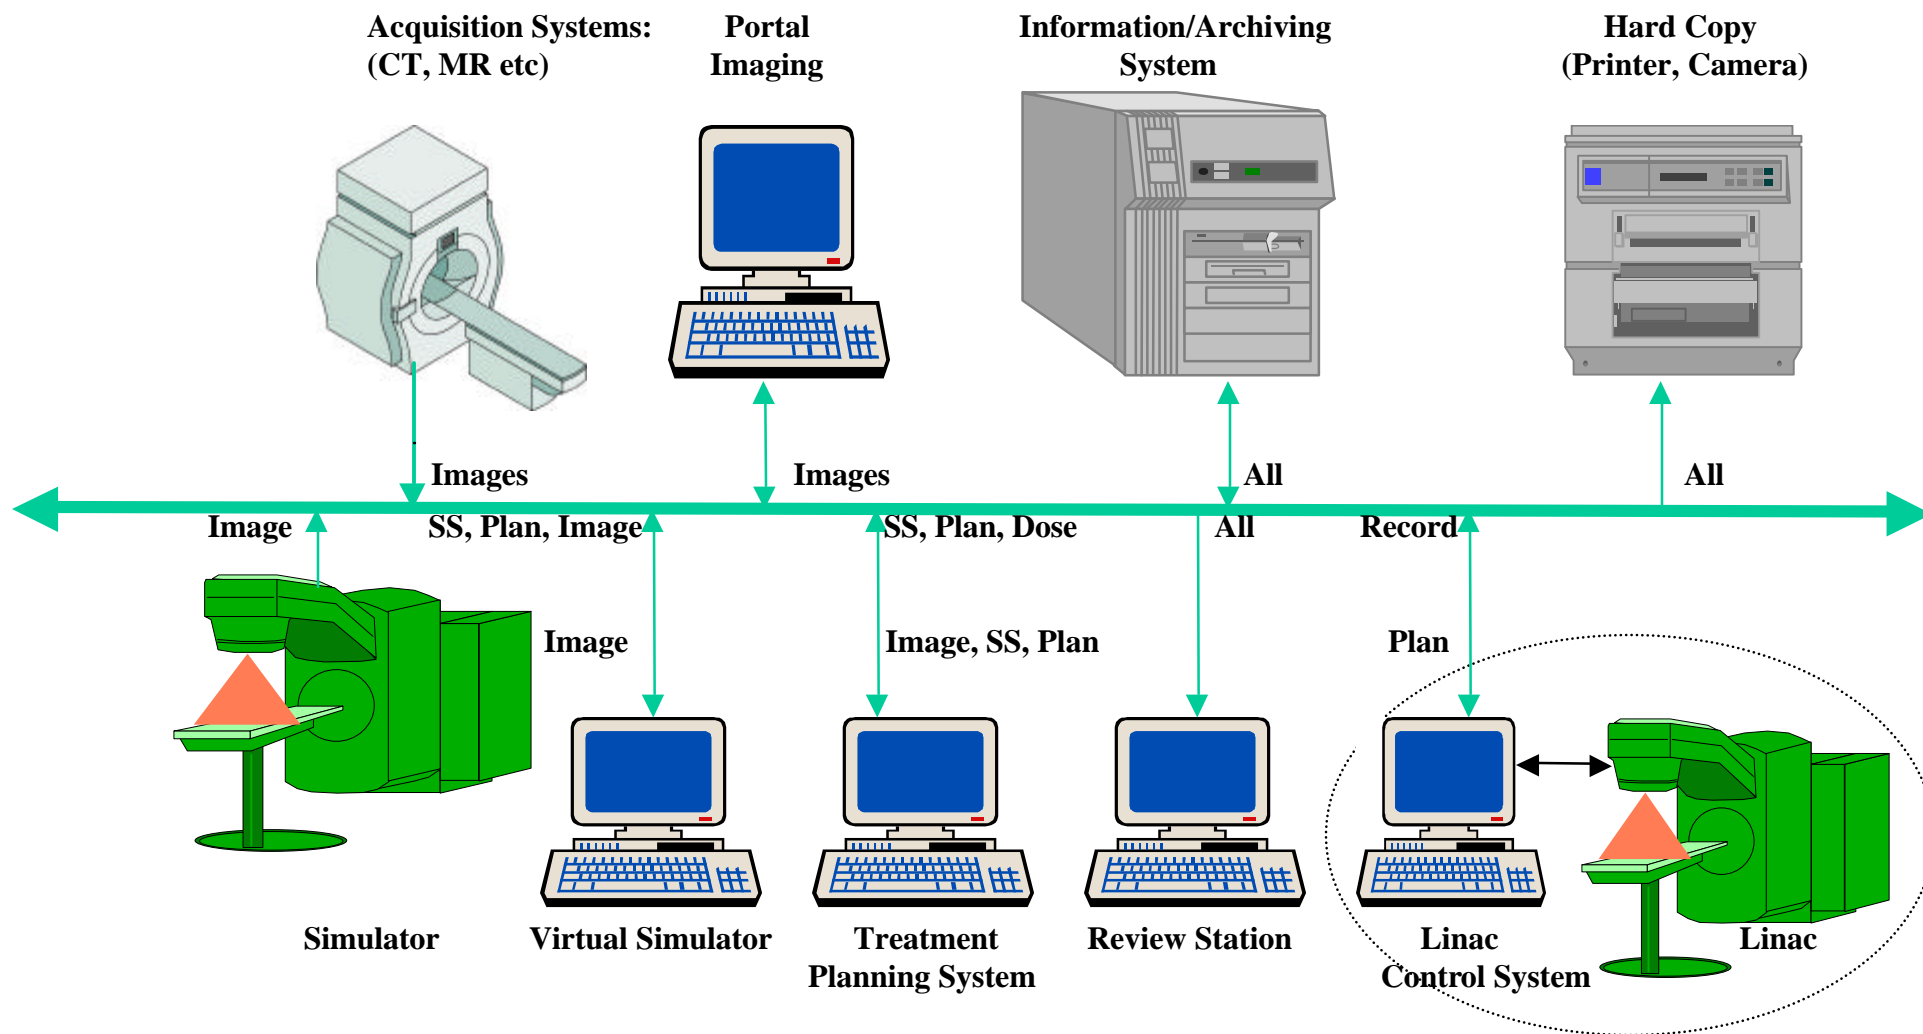 Acquisition Systems:
(CT, MR etc)
Portal
Imaging
Information/Archiving
System
Hard Copy
(Printer, Camera)
Images
Images
All
All
Image
SS, Plan, Image
SS, Plan, Dose
All
Record
Image
Image, SS, Plan
Plan
Simulator
Virtual Simulator
Treatment
Planning System
Review Station
Linac
Control System
Linac